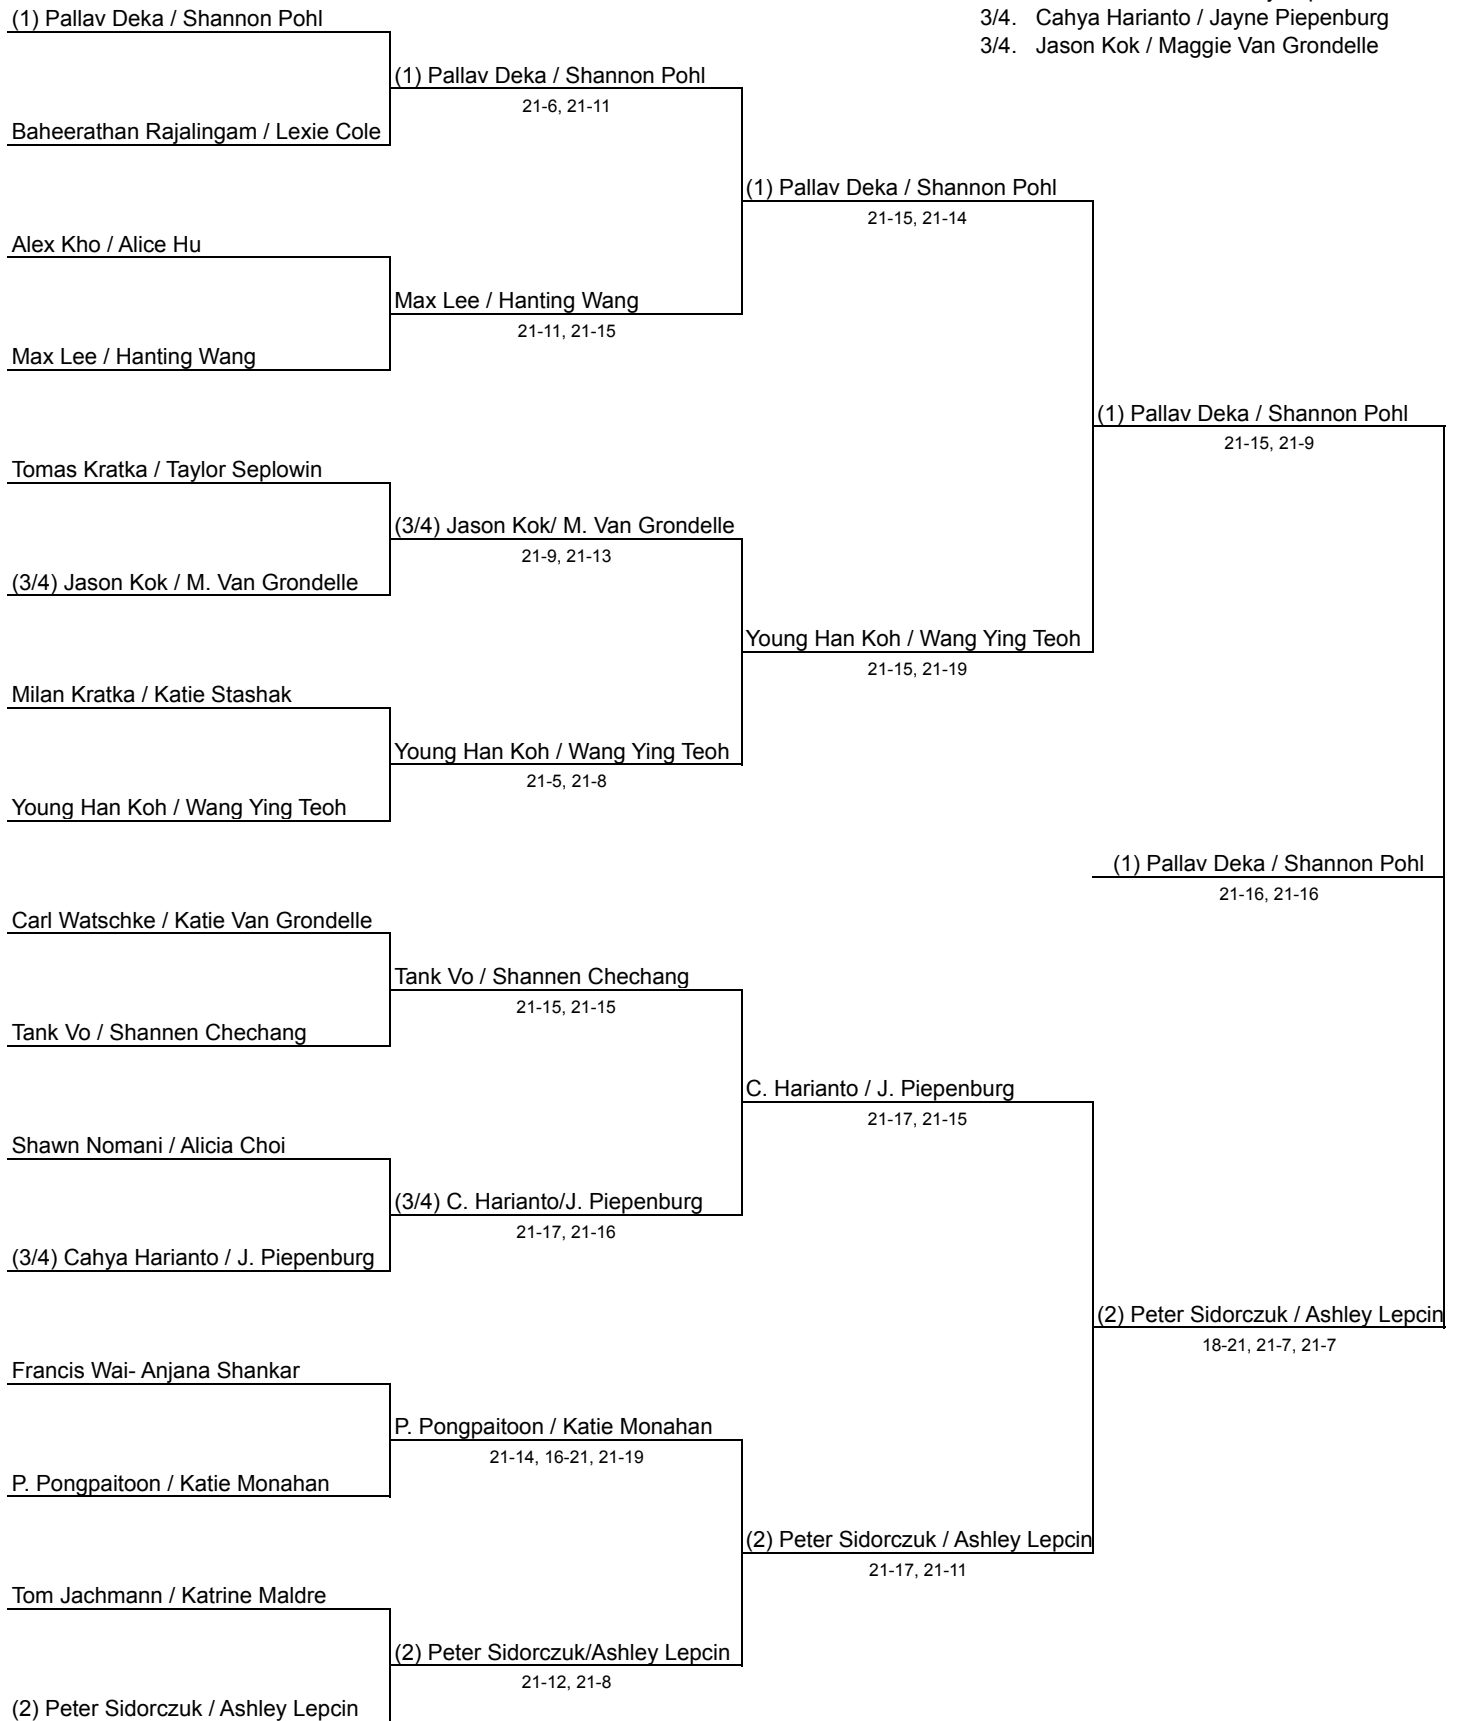 (1) Pallav Deka / Shannon Pohl
3/4. Cahya Harianto / Jayne Piepenburg
3/4. Jason Kok / Maggie Van Grondelle
(1) Pallav Deka / Shannon Pohl
21-6, 21-11
Baheerathan Rajalingam / Lexie Cole
(1) Pallav Deka / Shannon Pohl
21-15, 21-14
Alex Kho / Alice Hu
Max Lee / Hanting Wang
21-11, 21-15
Max Lee / Hanting Wang
(1) Pallav Deka / Shannon Pohl
21-15, 21-9
Tomas Kratka / Taylor Seplowin
(3/4) Jason Kok/ M. Van Grondelle
21-9, 21-13
(3/4) Jason Kok / M. Van Grondelle
Young Han Koh / Wang Ying Teoh
21-15, 21-19
Milan Kratka / Katie Stashak
Young Han Koh / Wang Ying Teoh
21-5, 21-8
Young Han Koh / Wang Ying Teoh
(1) Pallav Deka / Shannon Pohl
21-16, 21-16
Carl Watschke / Katie Van Grondelle
Tank Vo / Shannen Chechang
21-15, 21-15
Tank Vo / Shannen Chechang
C. Harianto / J. Piepenburg
21-17, 21-15
Shawn Nomani / Alicia Choi
(3/4) C. Harianto/J. Piepenburg
21-17, 21-16
(3/4) Cahya Harianto / J. Piepenburg
(2) Peter Sidorczuk / Ashley Lepcin
18-21, 21-7, 21-7
Francis Wai- Anjana Shankar
P. Pongpaitoon / Katie Monahan
21-14, 16-21, 21-19
P. Pongpaitoon / Katie Monahan
(2) Peter Sidorczuk / Ashley Lepcin
21-17, 21-11
Tom Jachmann / Katrine Maldre
(2) Peter Sidorczuk/Ashley Lepcin
21-12, 21-8
(2) Peter Sidorczuk / Ashley Lepcin